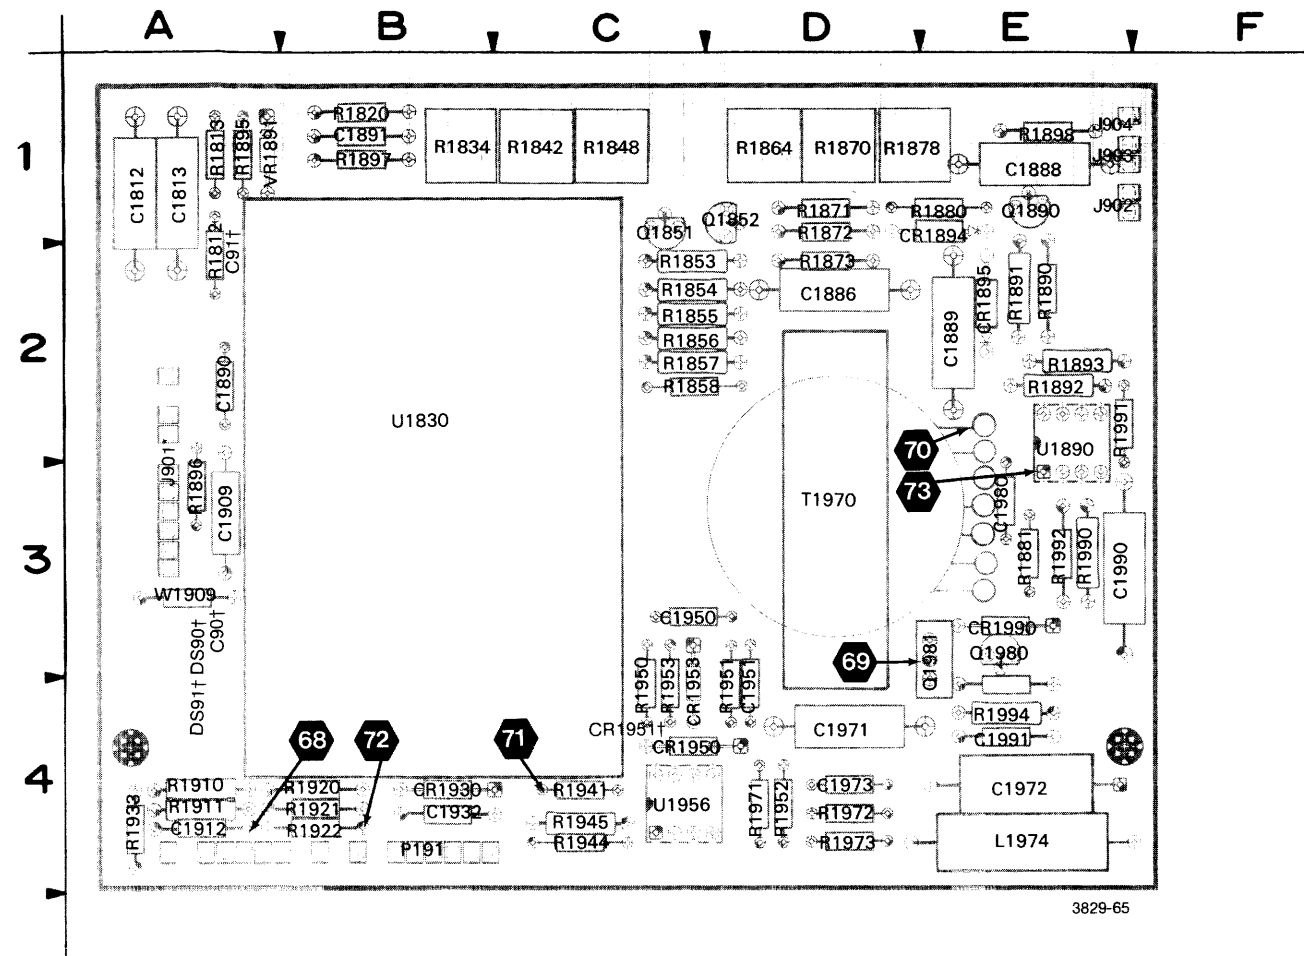 A B C D E F
1
2
3
4
C1812
C1813
R1813
R1895
VR1891
R1812
C91†
R1820
C1891
R1897
R1834 R1842 R1848
R1864 R1870 R1878
R1898
J904*
J903*
J902*
C1888
Q1851 Q1852
R1871
R1872
R1873
R1880
CR1894
Q1890
R1853
R1854
R1855
R1856
R1857
R1858
C1886
C1889
CR1895
R1891
R1890
R1893
R1892
R1991
C1890
J901*
R1896
C1909
U1830
T1970
U1890
70
73
C1980
R1881
R1992
R1990
C1990
W1909
DS91† DS90†
C90†
C1950
R1950
R1953
CR1953
R1951
C1951
CR1951†
CR1950
69
Q1981
CR1990
Q1980
R1994
C1991
C1971
68 72 71
R1910
R1911
C1912
R1933
R1920
R1921
R1922
CR1930
C1932
P191
R1941
R1945
R1944
U1956
R1971
R1952
C1973
R1972
R1973
C1972
L1974
3829-65